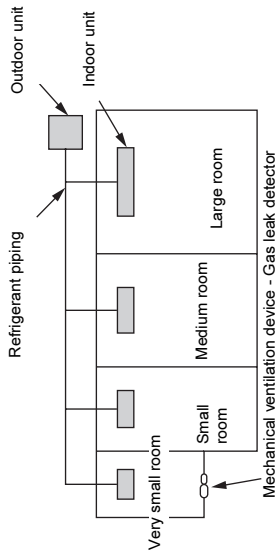 Outdoor unit
Indoor unit
Refrigerant piping
Large room
Medium room
Small
room
Very small room
Mechanical ventilation device - Gas leak detector